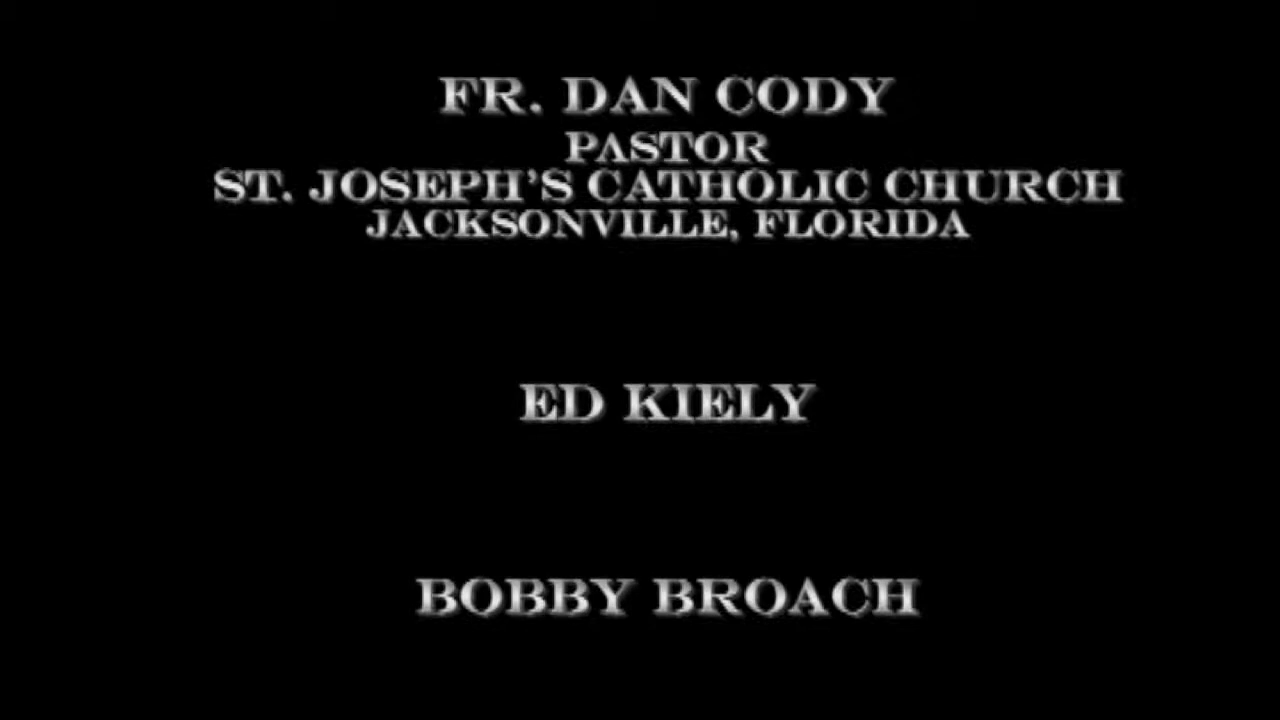 FR. DAN CODY
PASTOR
ST. JOSEPH'S CATHOLIC CHURCH
JACKSONVILLE, FLORIDA
ED KIELY
BOBBY BROACH